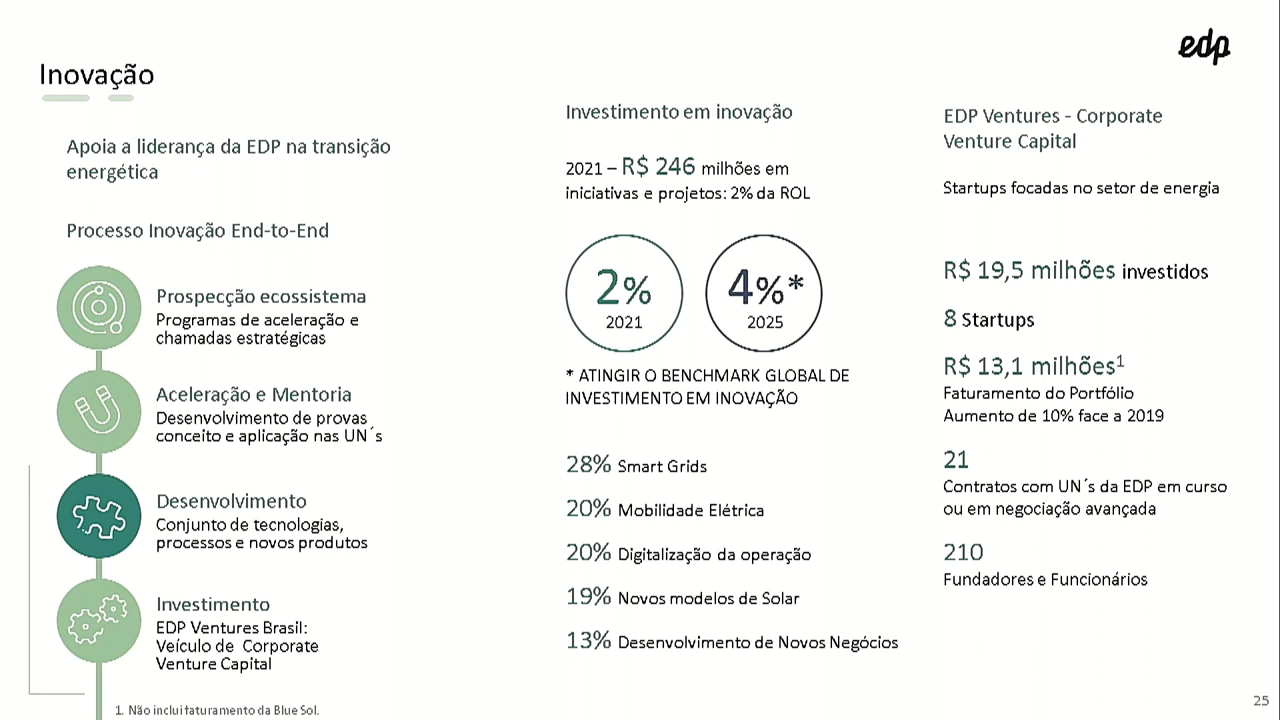 edp
Inovação
Apoia a liderança da EDP na transição
energética
Processo Inovação End-to-End
Prospecção ecossistema
Programas de aceleração e
chamadas estratégicas
Aceleração e Mentoria
Desenvolvimento de provas
conceito e aplicação nas UN´s
Desenvolvimento
Conjunto de tecnologias,
processos e novos produtos
Investimento
EDP Ventures Brasil:
Veículo de Corporate
Venture Capital
1. Não inclui faturamento da Blue Sol.
Investimento em inovação
2021 – R$ 246 milhões em
iniciativas e projetos: 2% da ROL
2%
2021
4%*
2025
* ATINGIR O BENCHMARK GLOBAL DE
INVESTIMENTO EM INOVAÇÃO
28% Smart Grids
20% Mobilidade Elétrica
20% Digitalização da operação
19% Novos modelos de Solar
13% Desenvolvimento de Novos Negócios
EDP Ventures - Corporate
Venture Capital
Startups focadas no setor de energia
R$ 19,5 milhões investidos
8 Startups
R$ 13,1 milhões¹
Faturamento do Portfólio
Aumento de 10% face a 2019
21
Contratos com UN´s da EDP em curso
ou em negociação avançada
210
Fundadores e Funcionários
25